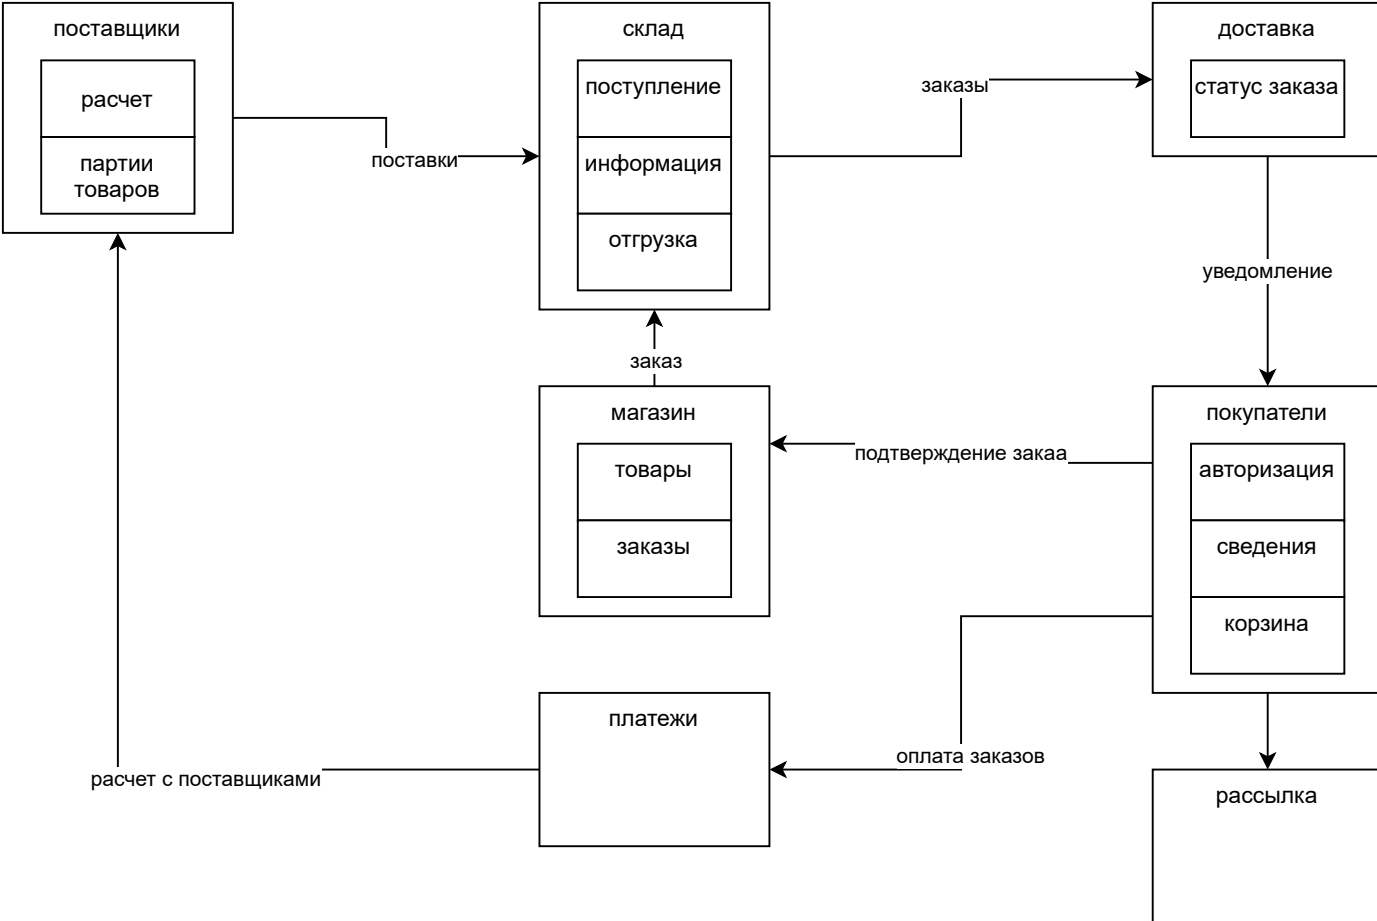 поставщики
расчет
партии
товаров
поставки
склад
поступление
информация
отгрузка
заказы
доставка
статус заказа
уведомление
заказ
магазин
товары
заказы
подтверждение закаа
покупатели
авторизация
сведения
корзина
платежи
оплата заказов
расчет с поставщиками
рассылка